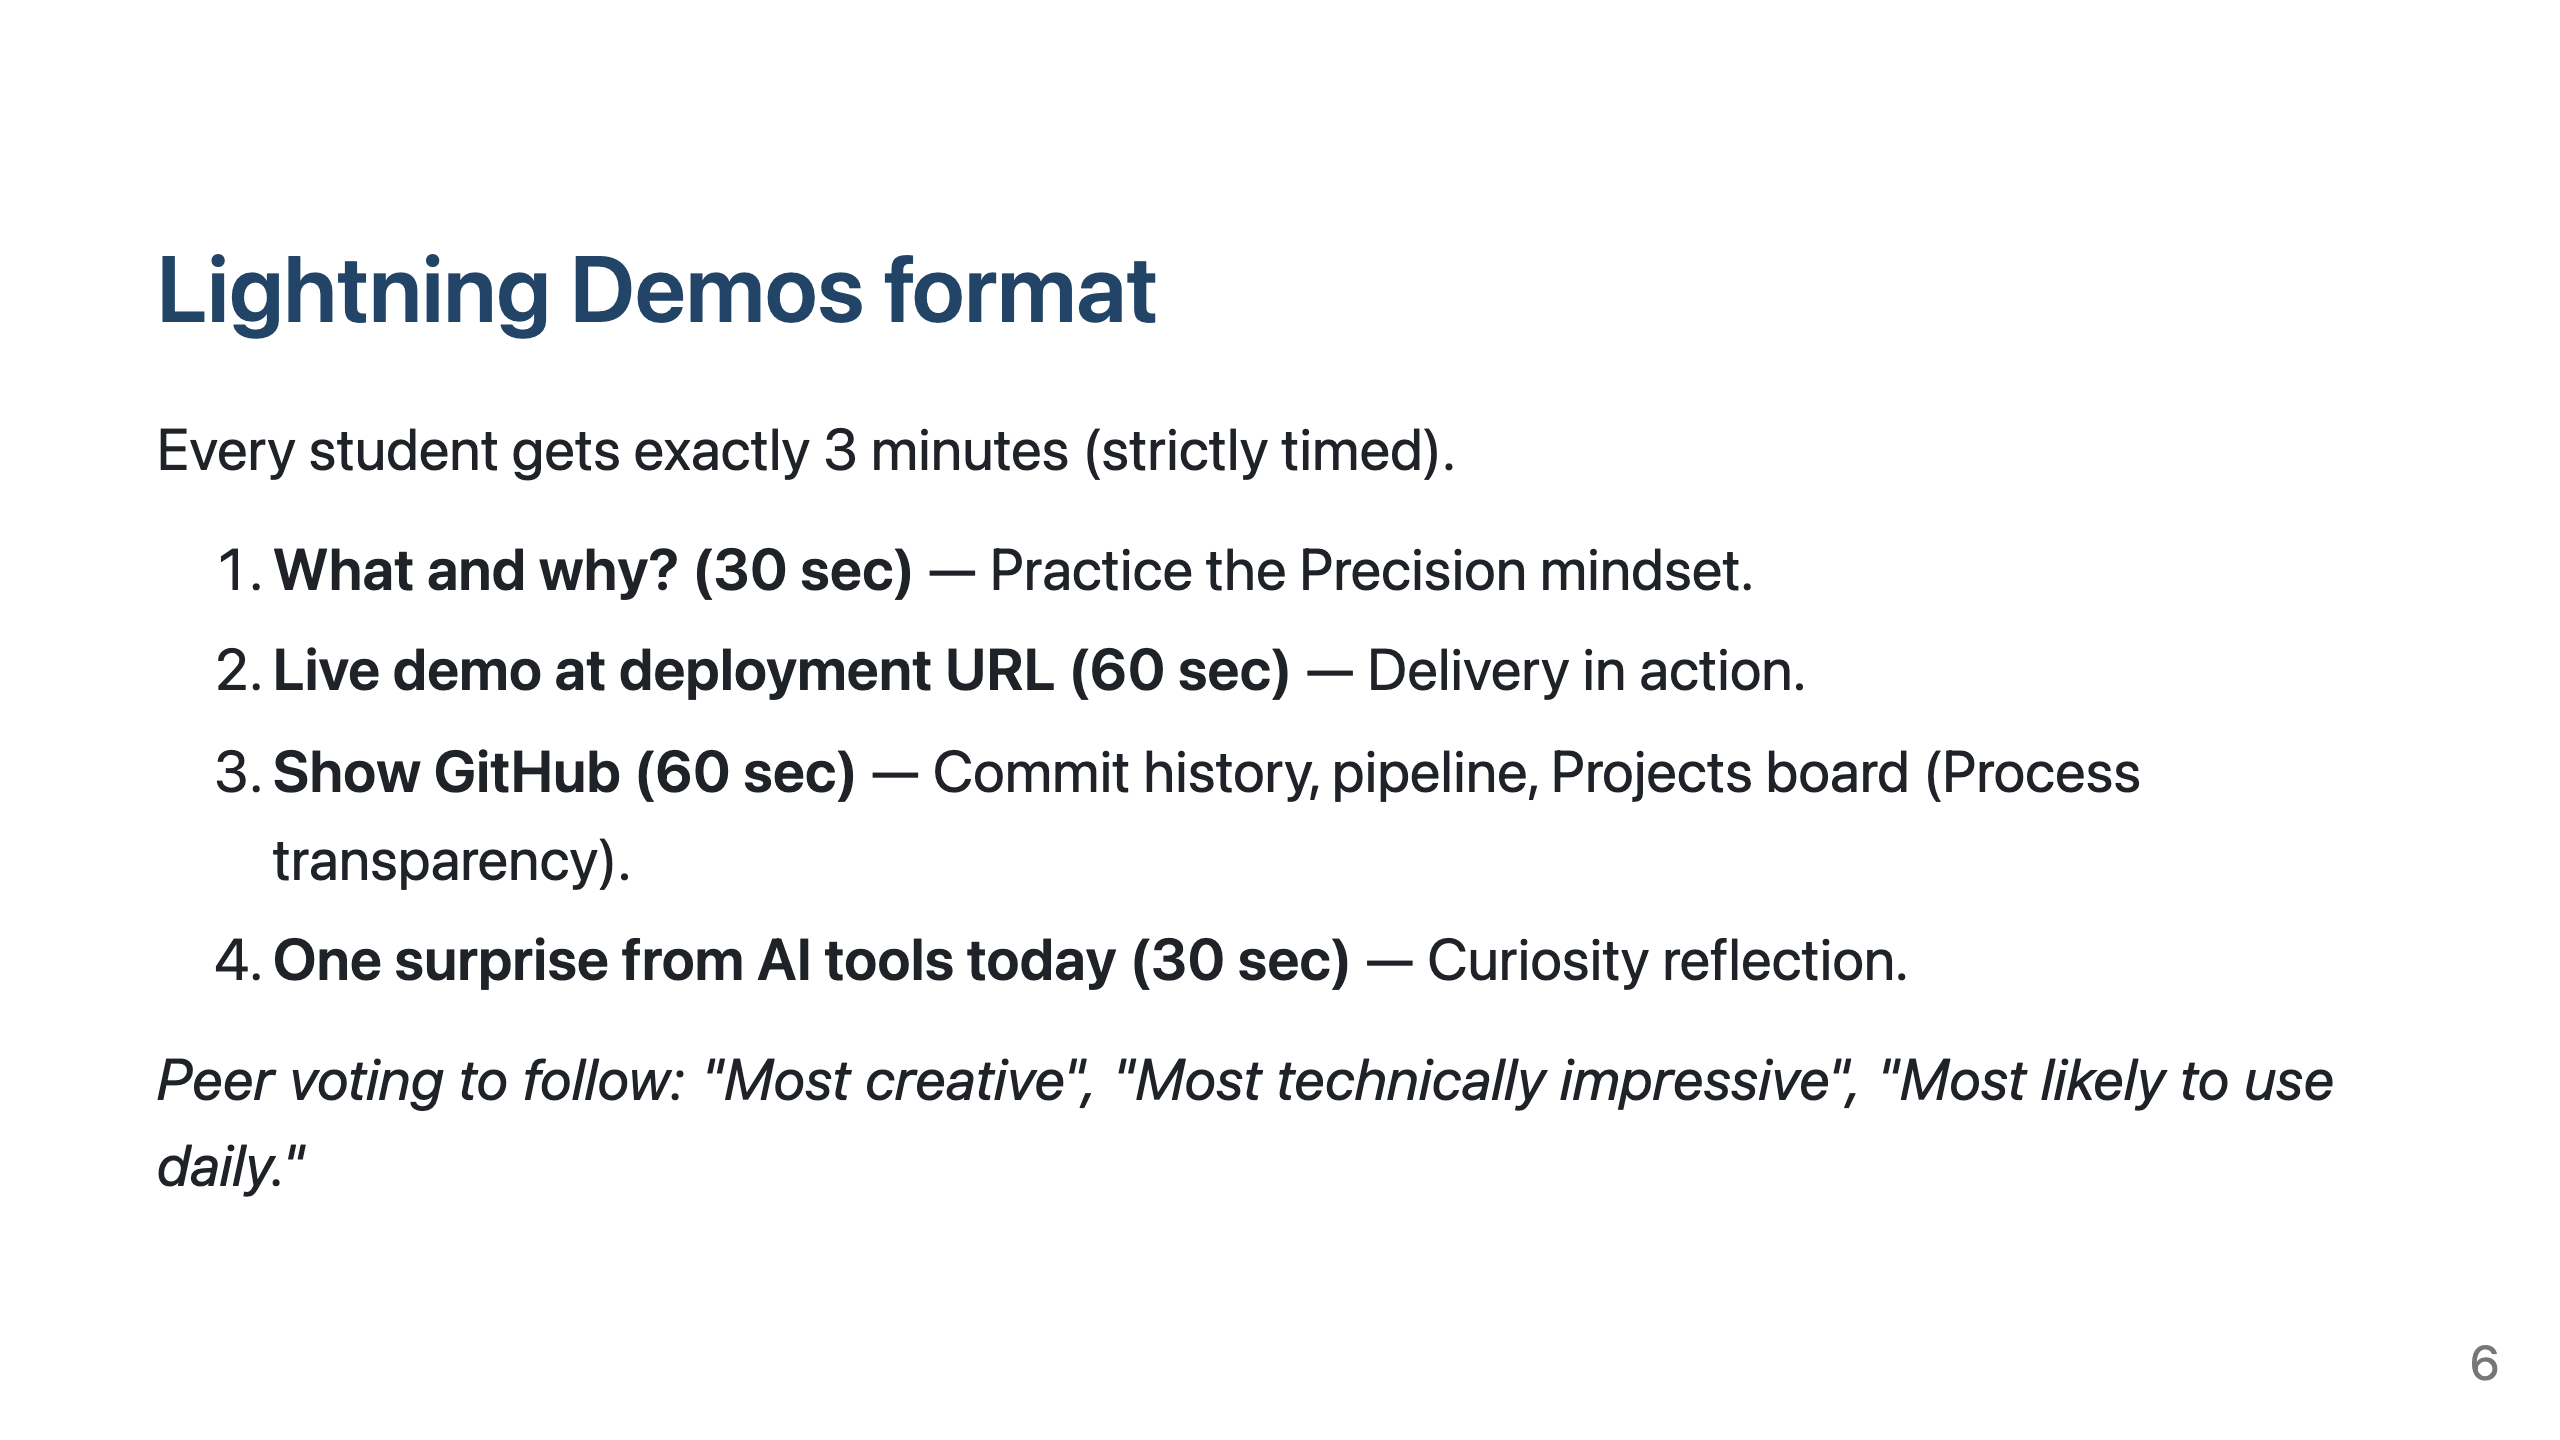 Lightning Demos format
Every student gets exactly 3 minutes (strictly timed).
1. What and why? (30 sec) — Practice the Precision mindset.
2. Live demo at deployment URL (60 sec) — Delivery in action.
3. Show GitHub (60 sec) — Commit history, pipeline, Projects board (Process
transparency).
4. One surprise from AI tools today (30 sec) — Curiosity reflection.
Peer voting to follow: "Most creative", "Most technically impressive", "Most likely to use
daily."
6